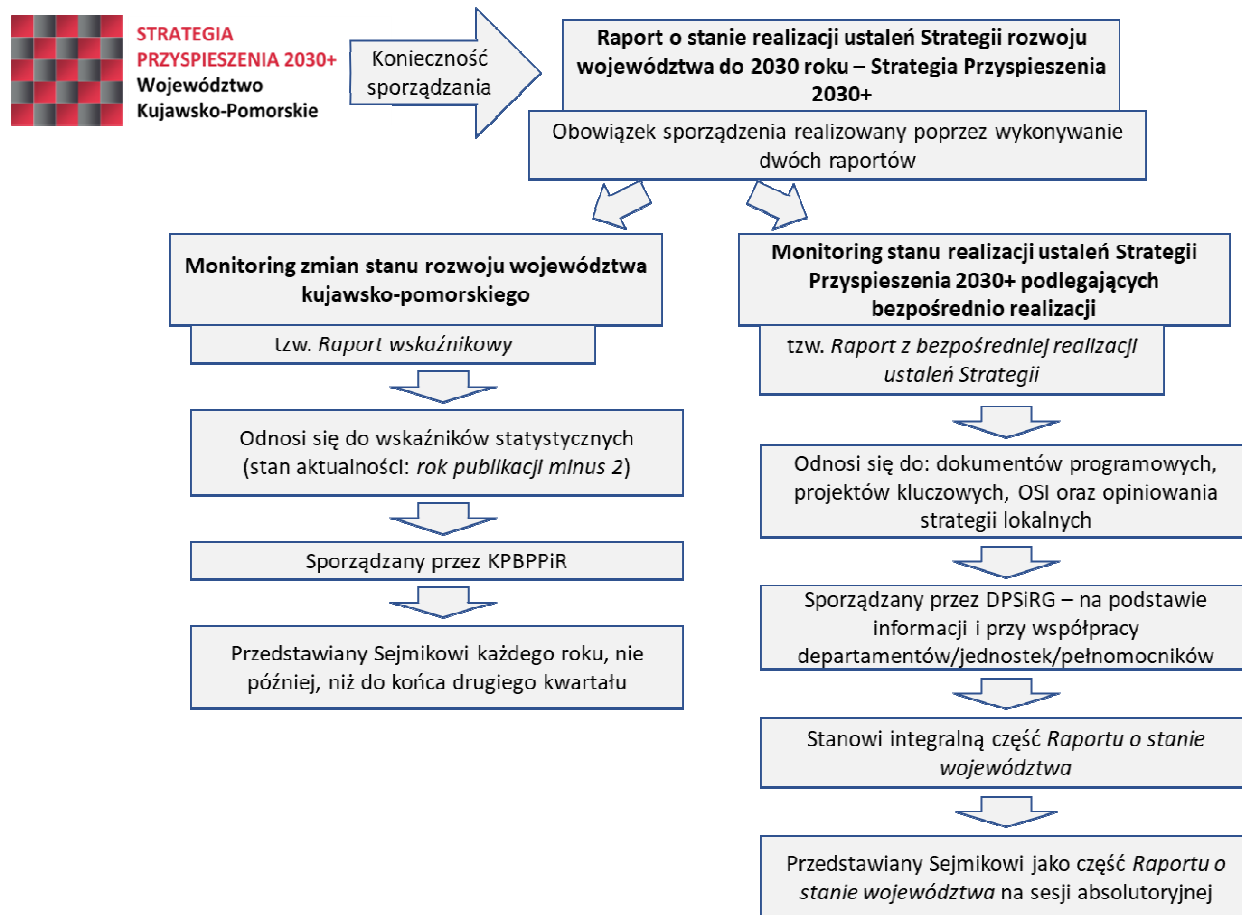 STRATEGIA
PRZYSPIESZENIA 2030+
Województwo
Kujawsko-Pomorskie
Konieczność
sporządzania
Raport o stanie realizacji ustaleń Strategii rozwoju
województwa do 2030 roku – Strategia Przyspieszenia
2030+
Obowiązek sporządzenia realizowany poprzez wykonywanie
dwóch raportów
Monitoring zmian stanu rozwoju województwa
kujawsko-pomorskiego
tzw. Raport wskaźnikowy
Odnosi się do wskaźników statystycznych
(stan aktualności: rok publikacji minus 2)
Sporządzany przez KPBPPiR
Przedstawiany Sejmikowi każdego roku, nie
później, niż do końca drugiego kwartału
Monitoring stanu realizacji ustaleń Strategii
Przyspieszenia 2030+ podlegających
bezpośrednio realizacji
tzw. Raport z bezpośredniej realizacji
ustaleń Strategii
Odnosi się do: dokumentów programowych,
projektów kluczowych, OSI oraz opiniowania
strategii lokalnych
Sporządzany przez DPSiRG – na podstawie
informacji i przy współpracy
departamentów/jednostek/pełnomocników
Stanowi integralną część Raportu o stanie
województwa
Przedstawiany Sejmikowi jako część Raportu o
stanie województwa na sesji absolutoryjnej